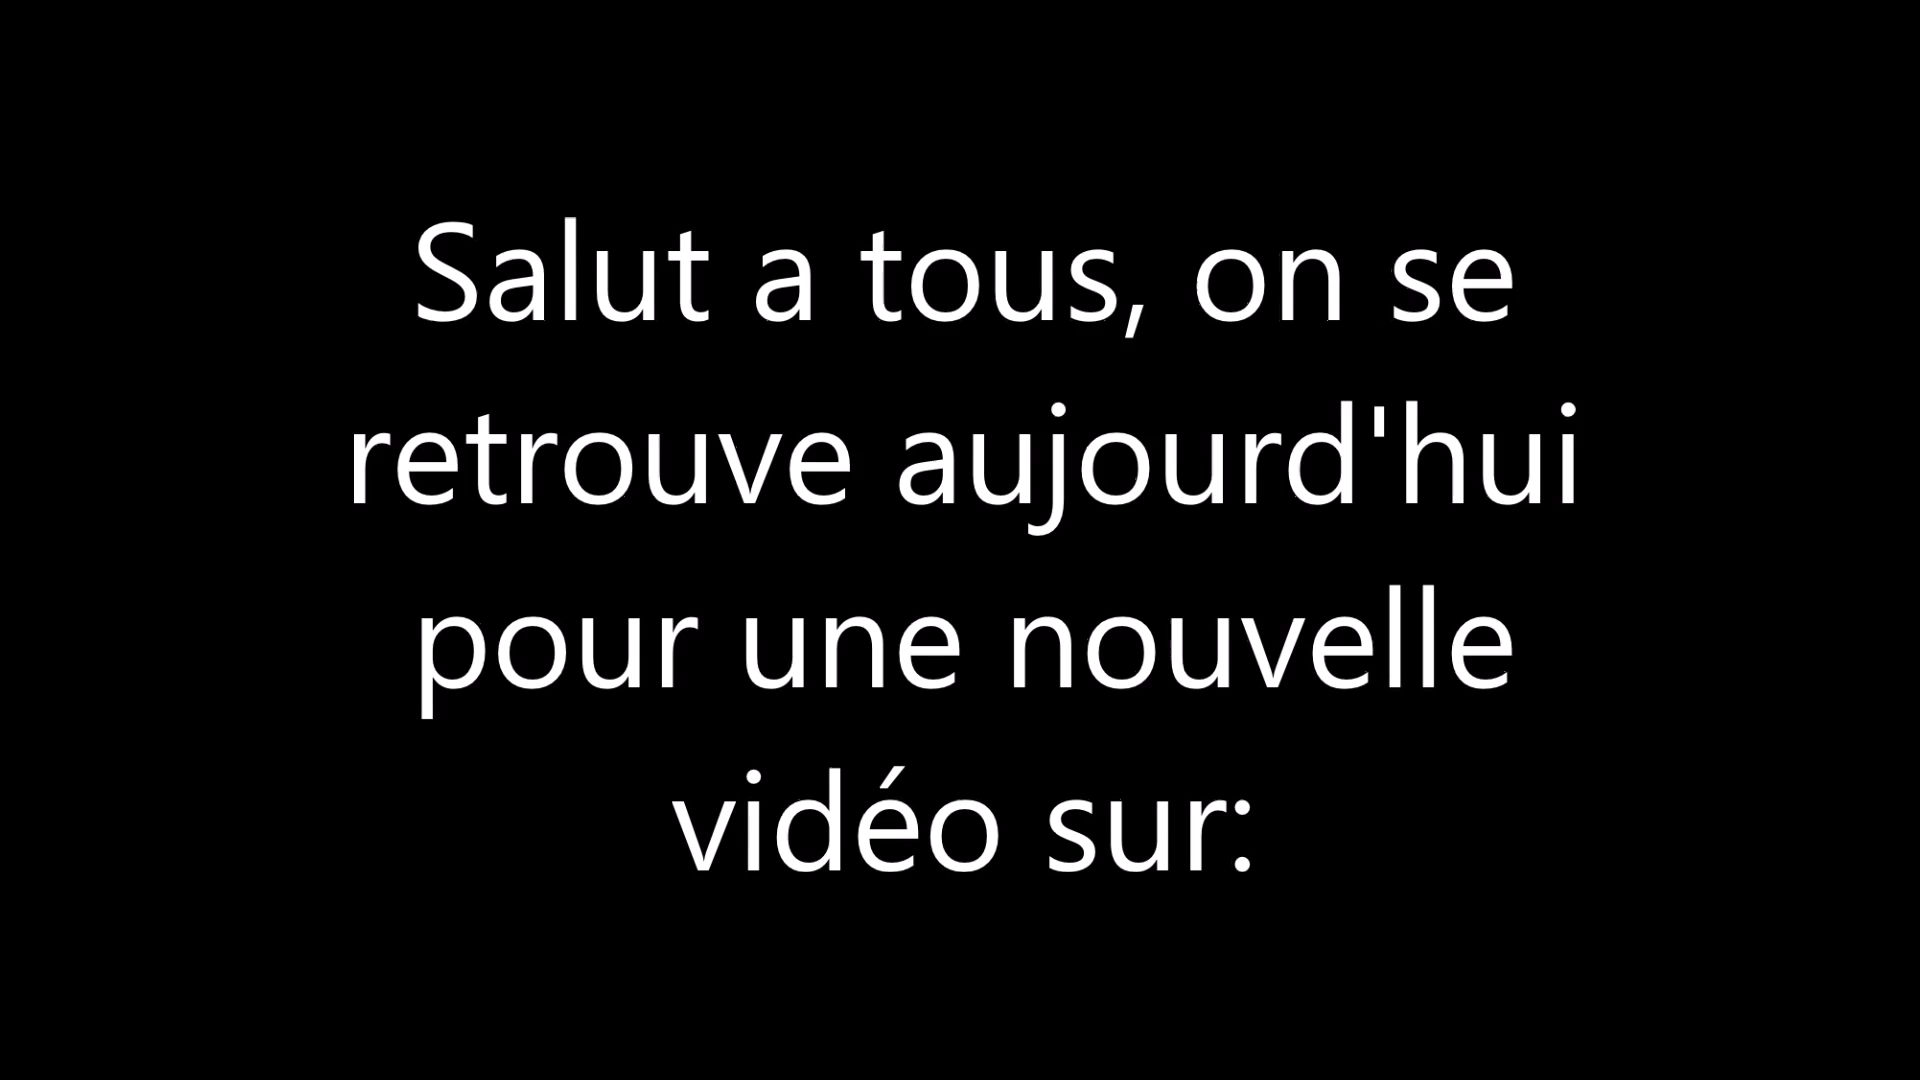 Salut a tous, on se
retrouve aujourd'hui
pour une nouvelle
vidéo sur: